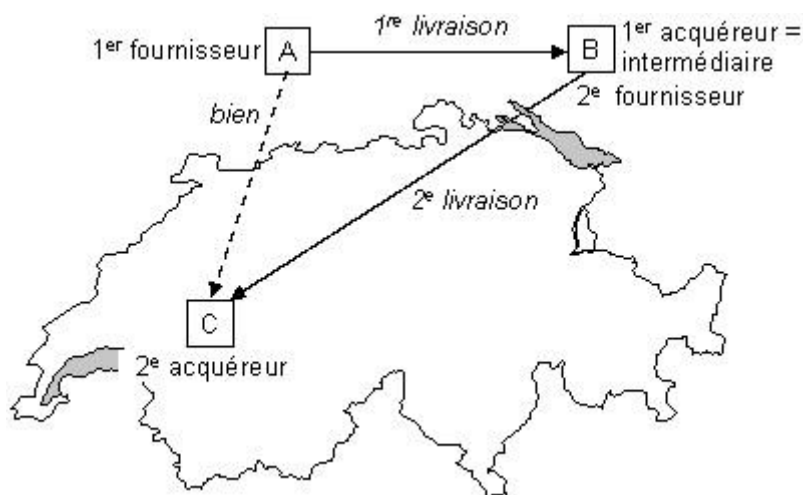 1re livraison
1er fournisseur
A
B
1er acquéreur =
intermédiaire
2e fournisseur
bien
2e livraison
C
2e acquéreur